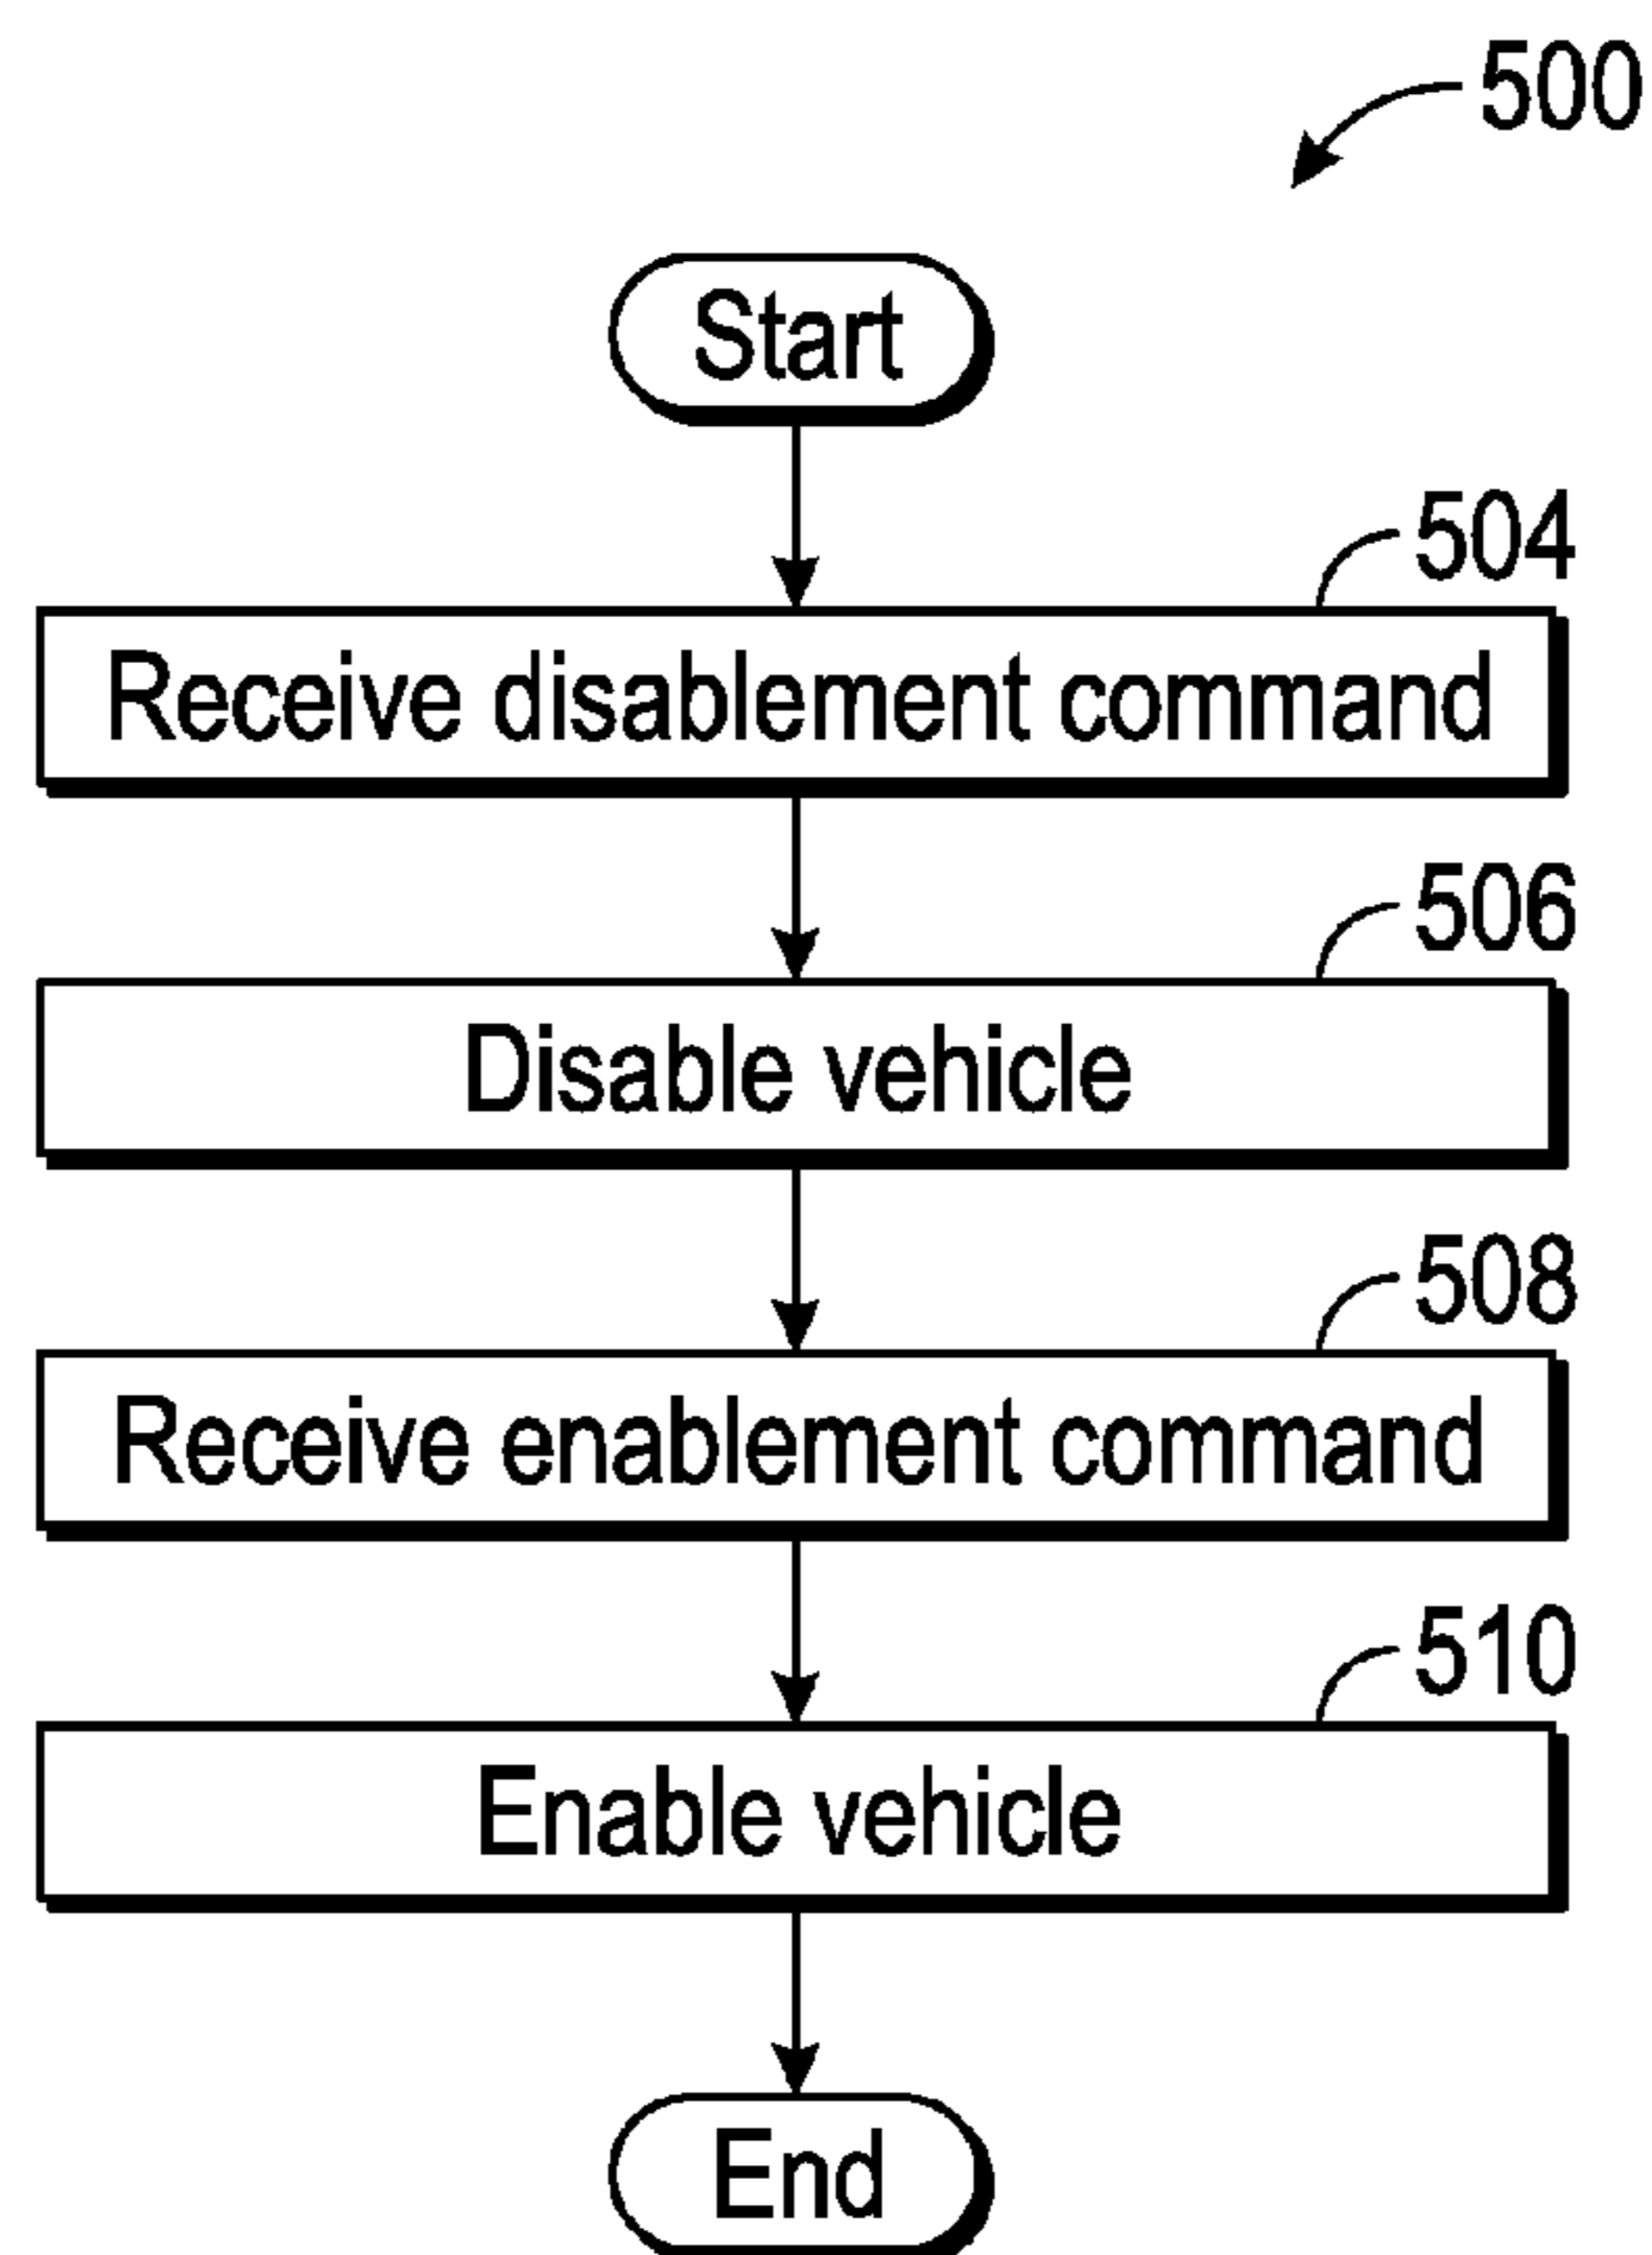 500
Start
504
Receive disablement command
506
Disable vehicle
508
Receive enablement command
510
Enable vehicle
End